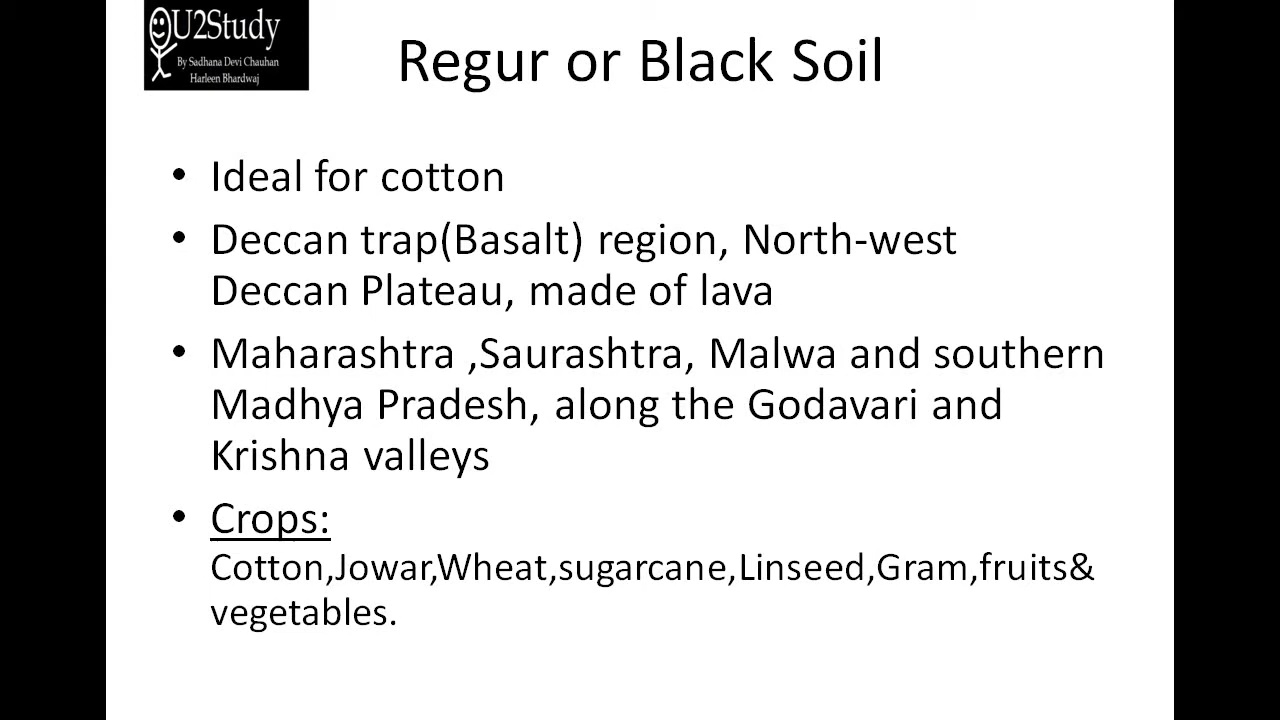 U2Study
By Sadhana Devi Chauhan
Harleen Bhardwaj
Regur or Black Soil
• Ideal for cotton
• Deccan trap(Basalt) region, North-west
Deccan Plateau, made of lava
• Maharashtra ,Saurashtra, Malwa and southern
Madhya Pradesh, along the Godavari and
Krishna valleys
• Crops:
Cotton,Jowar,Wheat,sugarcane,Linseed,Gram,fruits&
vegetables.